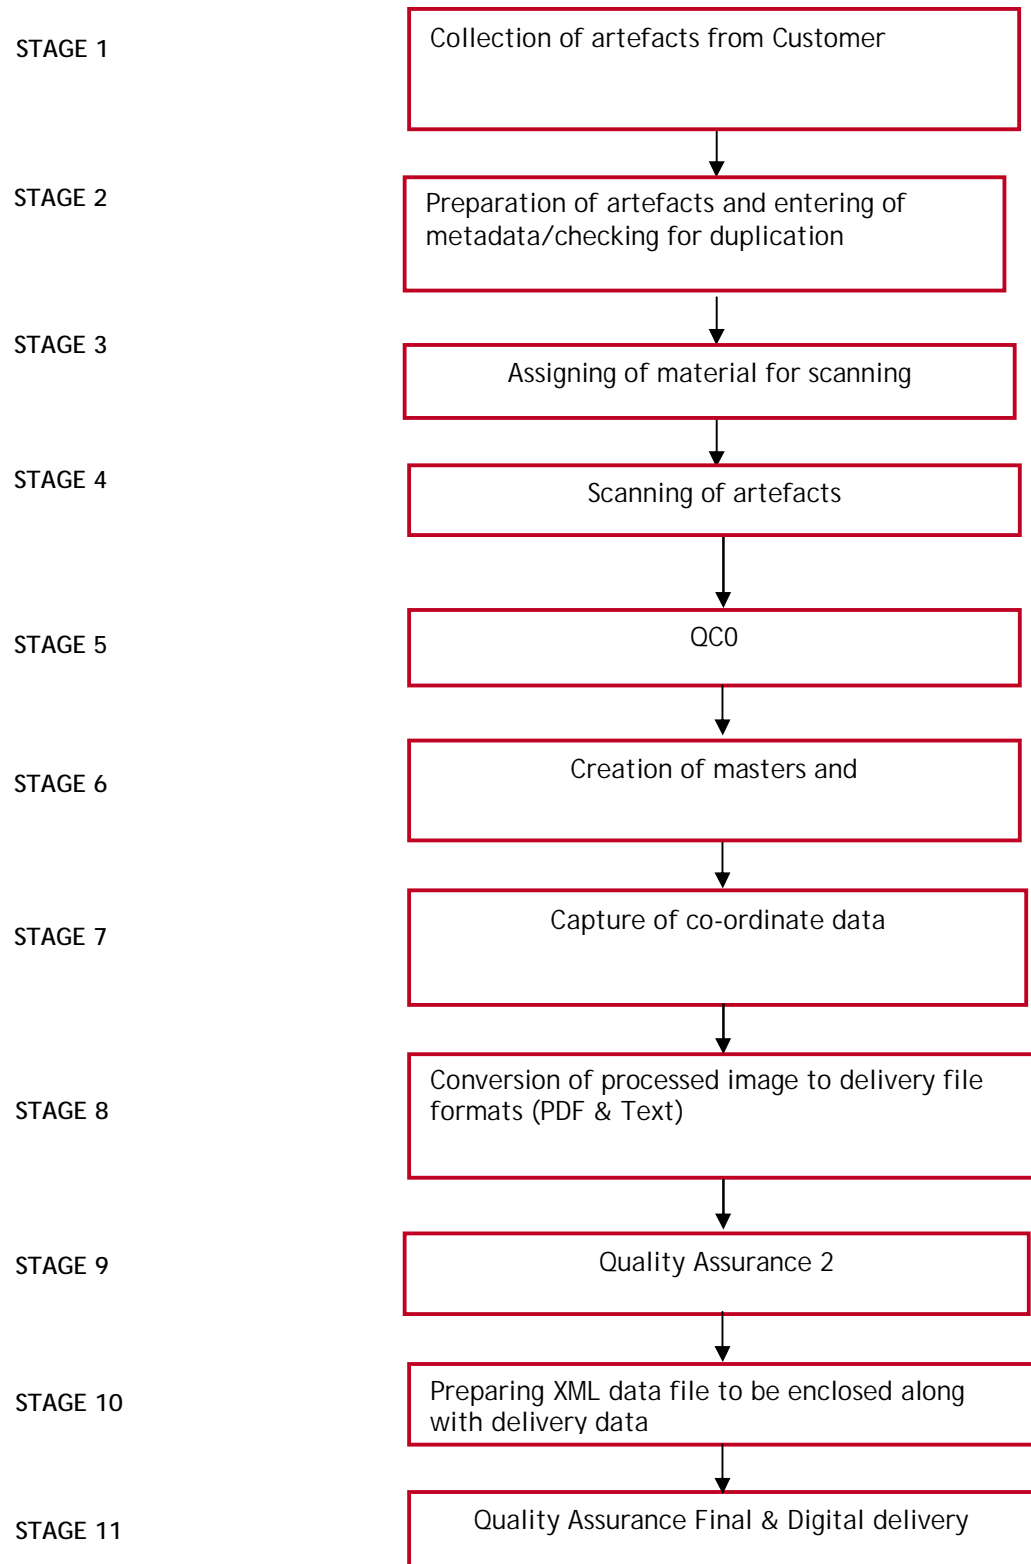 STAGE 1
Collection of artefacts from Customer
STAGE 2
Preparation of artefacts and entering of
metadata/checking for duplication
STAGE 3
Assigning of material for scanning
STAGE 4
Scanning of artefacts
STAGE 5
QC0
STAGE 6
Creation of masters and
STAGE 7
Capture of co-ordinate data
STAGE 8
Conversion of processed image to delivery file
formats (PDF & Text)
STAGE 9
Quality Assurance 2
STAGE 10
Preparing XML data file to be enclosed along
with delivery data
STAGE 11
Quality Assurance Final & Digital delivery